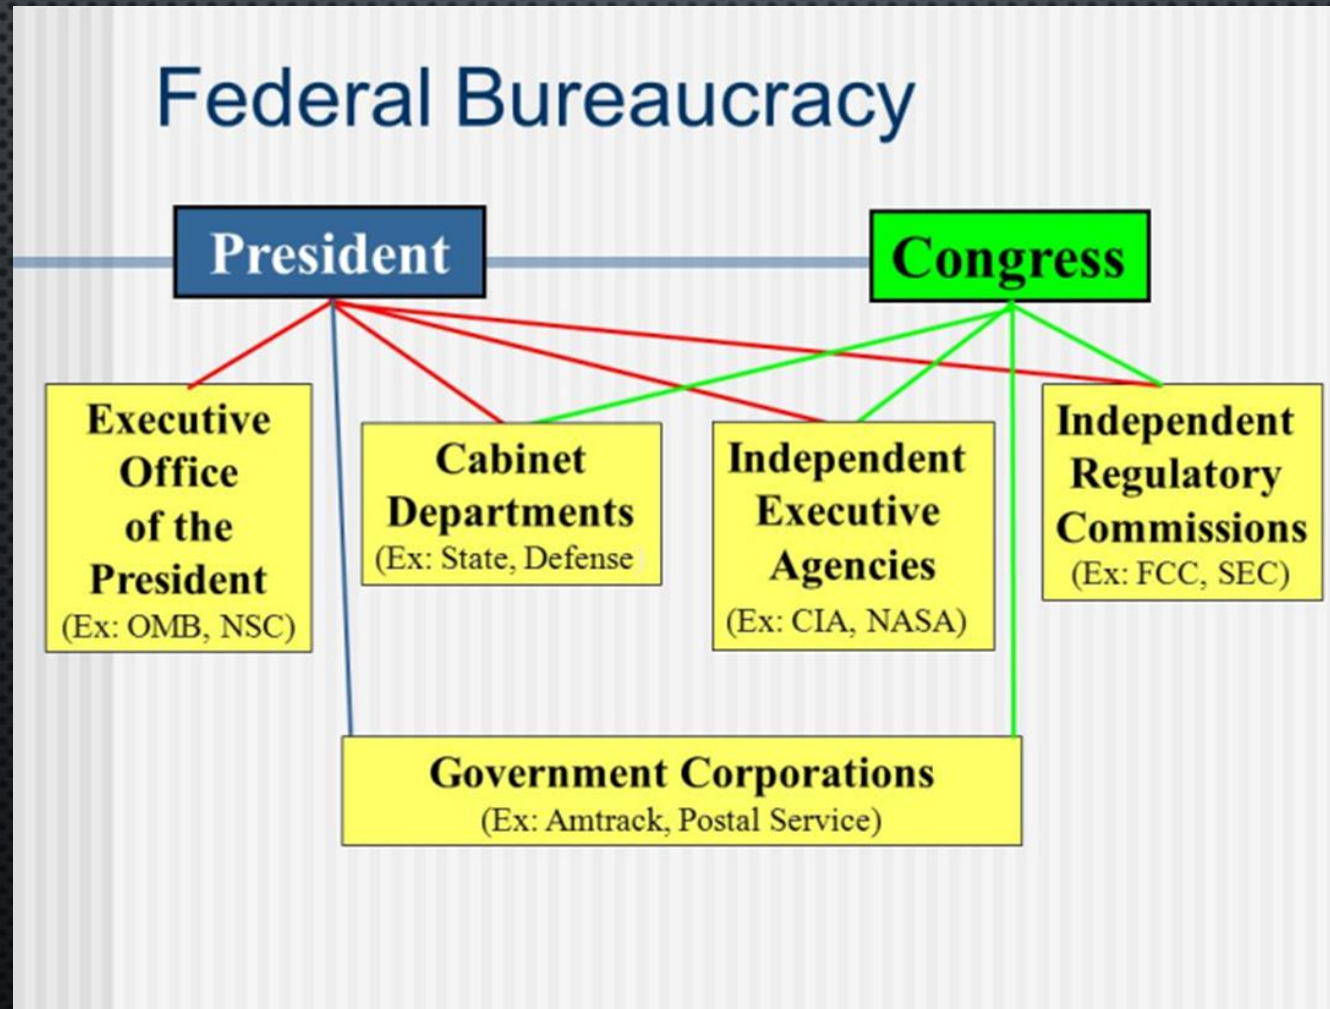 Federal Bureaucracy
President
Congress
Executive
Office
of the
President
(Ex: OMB, NSC)
Cabinet
Departments
(Ex: State, Defense
Independent
Executive
Agencies
(Ex: CIA, NASA)
Independent
Regulatory
Commissions
(Ex: FCC, SEC)
Government Corporations
(Ex: Amtrack, Postal Service)